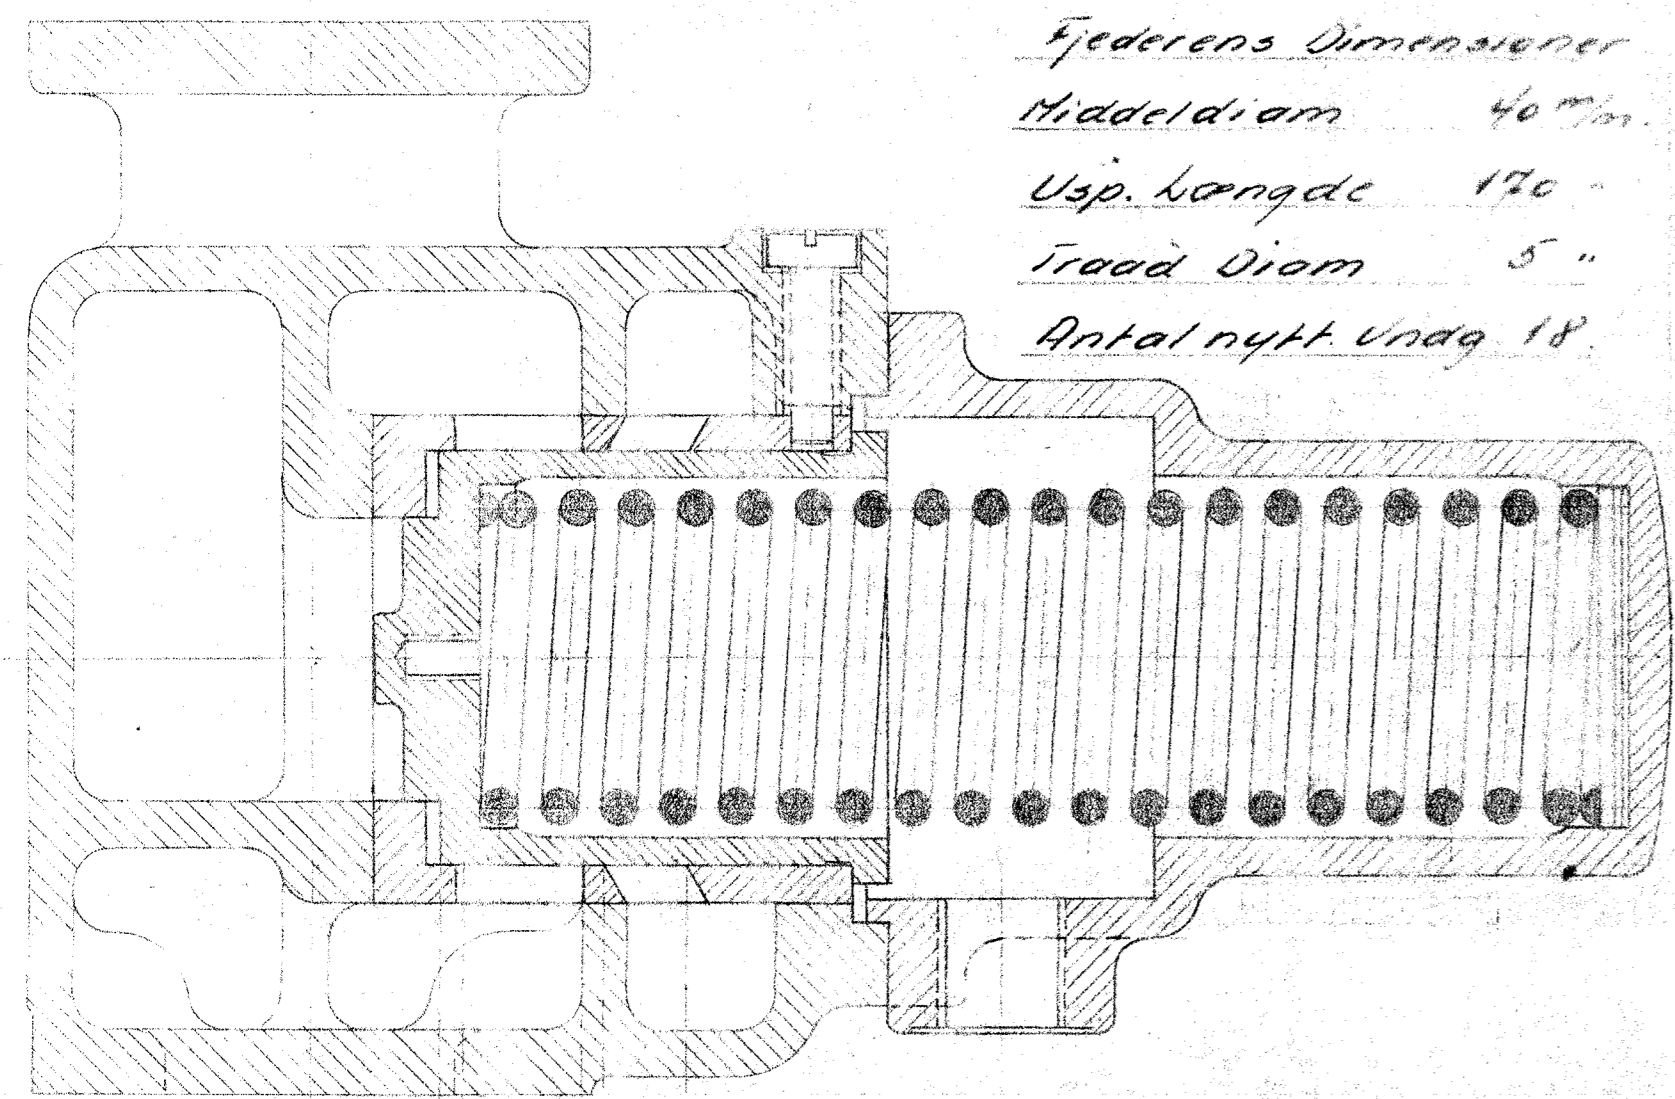 Fjederens Dimensioner
Middeldiam 40 m/m.
Usp. Længde 170 "
Traad Diam 5 "
Antal nytt. Vndg 18.